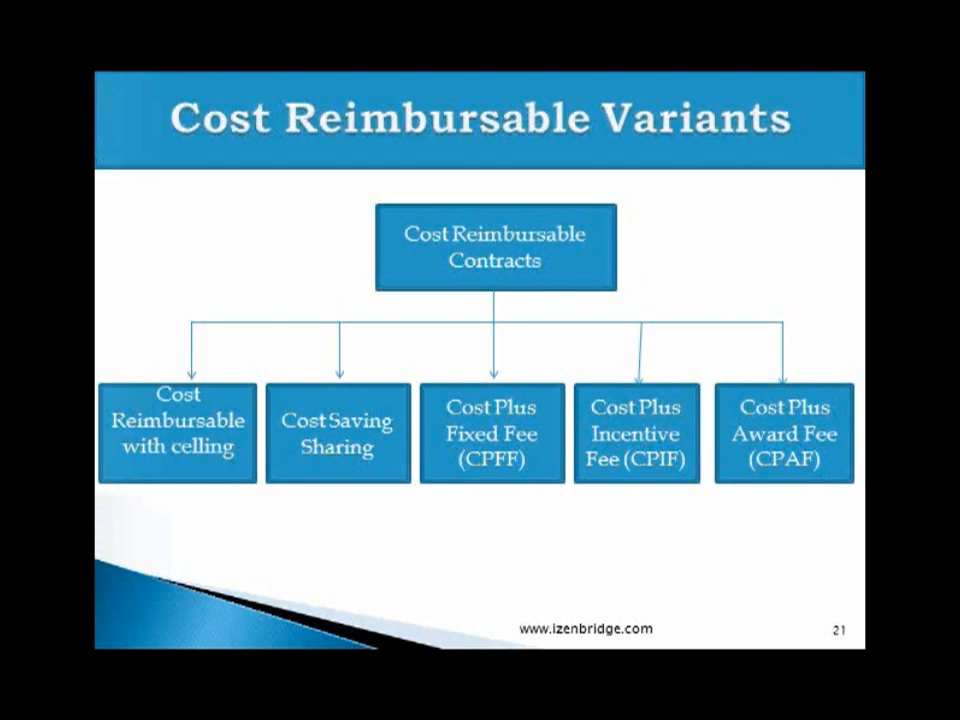 Cost Reimbursable Variants
Cost Reimbursable
Contracts
Cost
Reimbursable
with celling
Cost Saving
Sharing
Cost Plus
Fixed Fee
(CPFF)
Cost Plus
Incentive
Fee (CPIF)
Cost Plus
Award Fee
(CPAF)
www.izenbridge.com
21